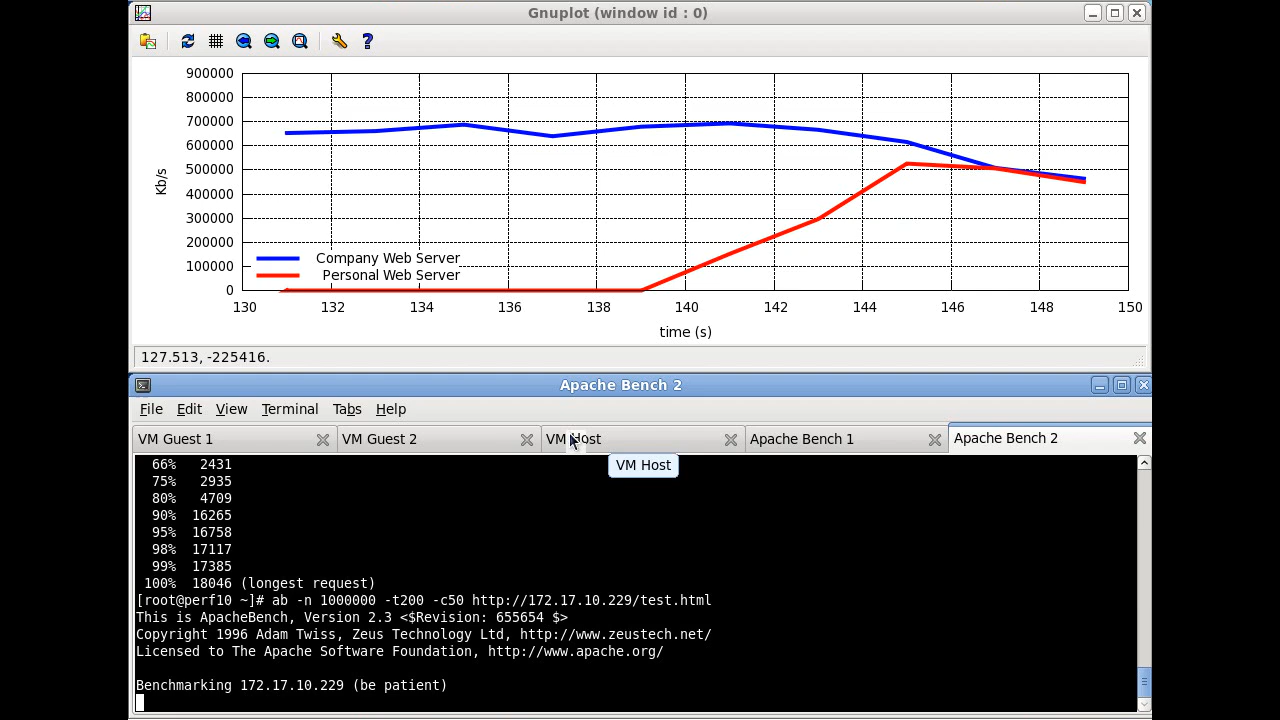 Gnuplot (window id : 0)
900000
800000
700000
600000
500000
400000
300000
200000
100000
0
Kb/s
Company Web Server
Personal Web Server
130 132 134 136 138 140 142 144 146 148 150
time (s)
127.513, -225416.
Apache Bench 2
File Edit View Terminal Tabs Help
VM Guest 1 VM Guest 2 VM Host Apache Bench 1 Apache Bench 2
VM Host
66% 2431
75% 2935
80% 4709
90% 16265
95% 16758
98% 17117
99% 17385
100% 18046 (longest request)
[root@perf10 ~]# ab -n 1000000 -t200 -c50 http://172.17.10.229/test.html
This is ApacheBench, Version 2.3 <$Revision: 655654 $>
Copyright 1996 Adam Twiss, Zeus Technology Ltd, http://www.zeustech.net/
Licensed to The Apache Software Foundation, http://www.apache.org/
Benchmarking 172.17.10.229 (be patient)